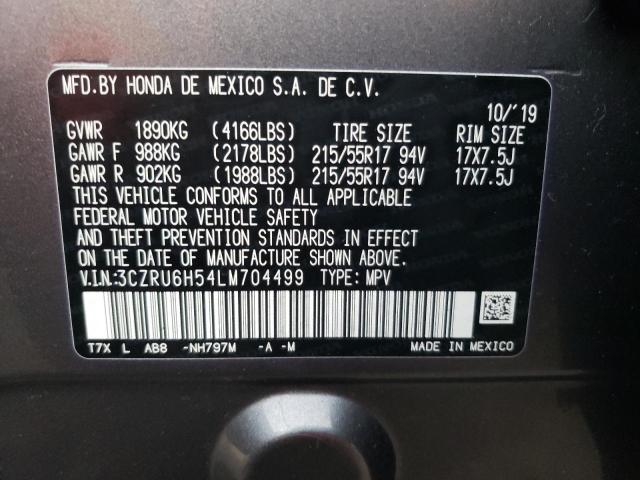 MFD.BY HONDA DE MEXICO S.A. DE C.V.
10/'19
GVWR 1890KG (4166LBS) TIRE SIZE RIM SIZE
GAWR F 988KG (2178LBS) 215/55R17 94V 17X7.5J
GAWR R 902KG (1988LBS) 215/55R17 94V 17X7.5J
THIS VEHICLE CONFORMS TO ALL APPLICABLE
FEDERAL MOTOR VEHICLE SAFETY
AND THEFT PREVENTION STANDARDS IN EFFECT
ON THE DATE OF MANUFACTURE SHOWN ABOVE.
V.I.N.:3CZRU6H54LM704499 TYPE: MPV
T7X L AB8 -NH797M -A -M
MADE IN MEXICO